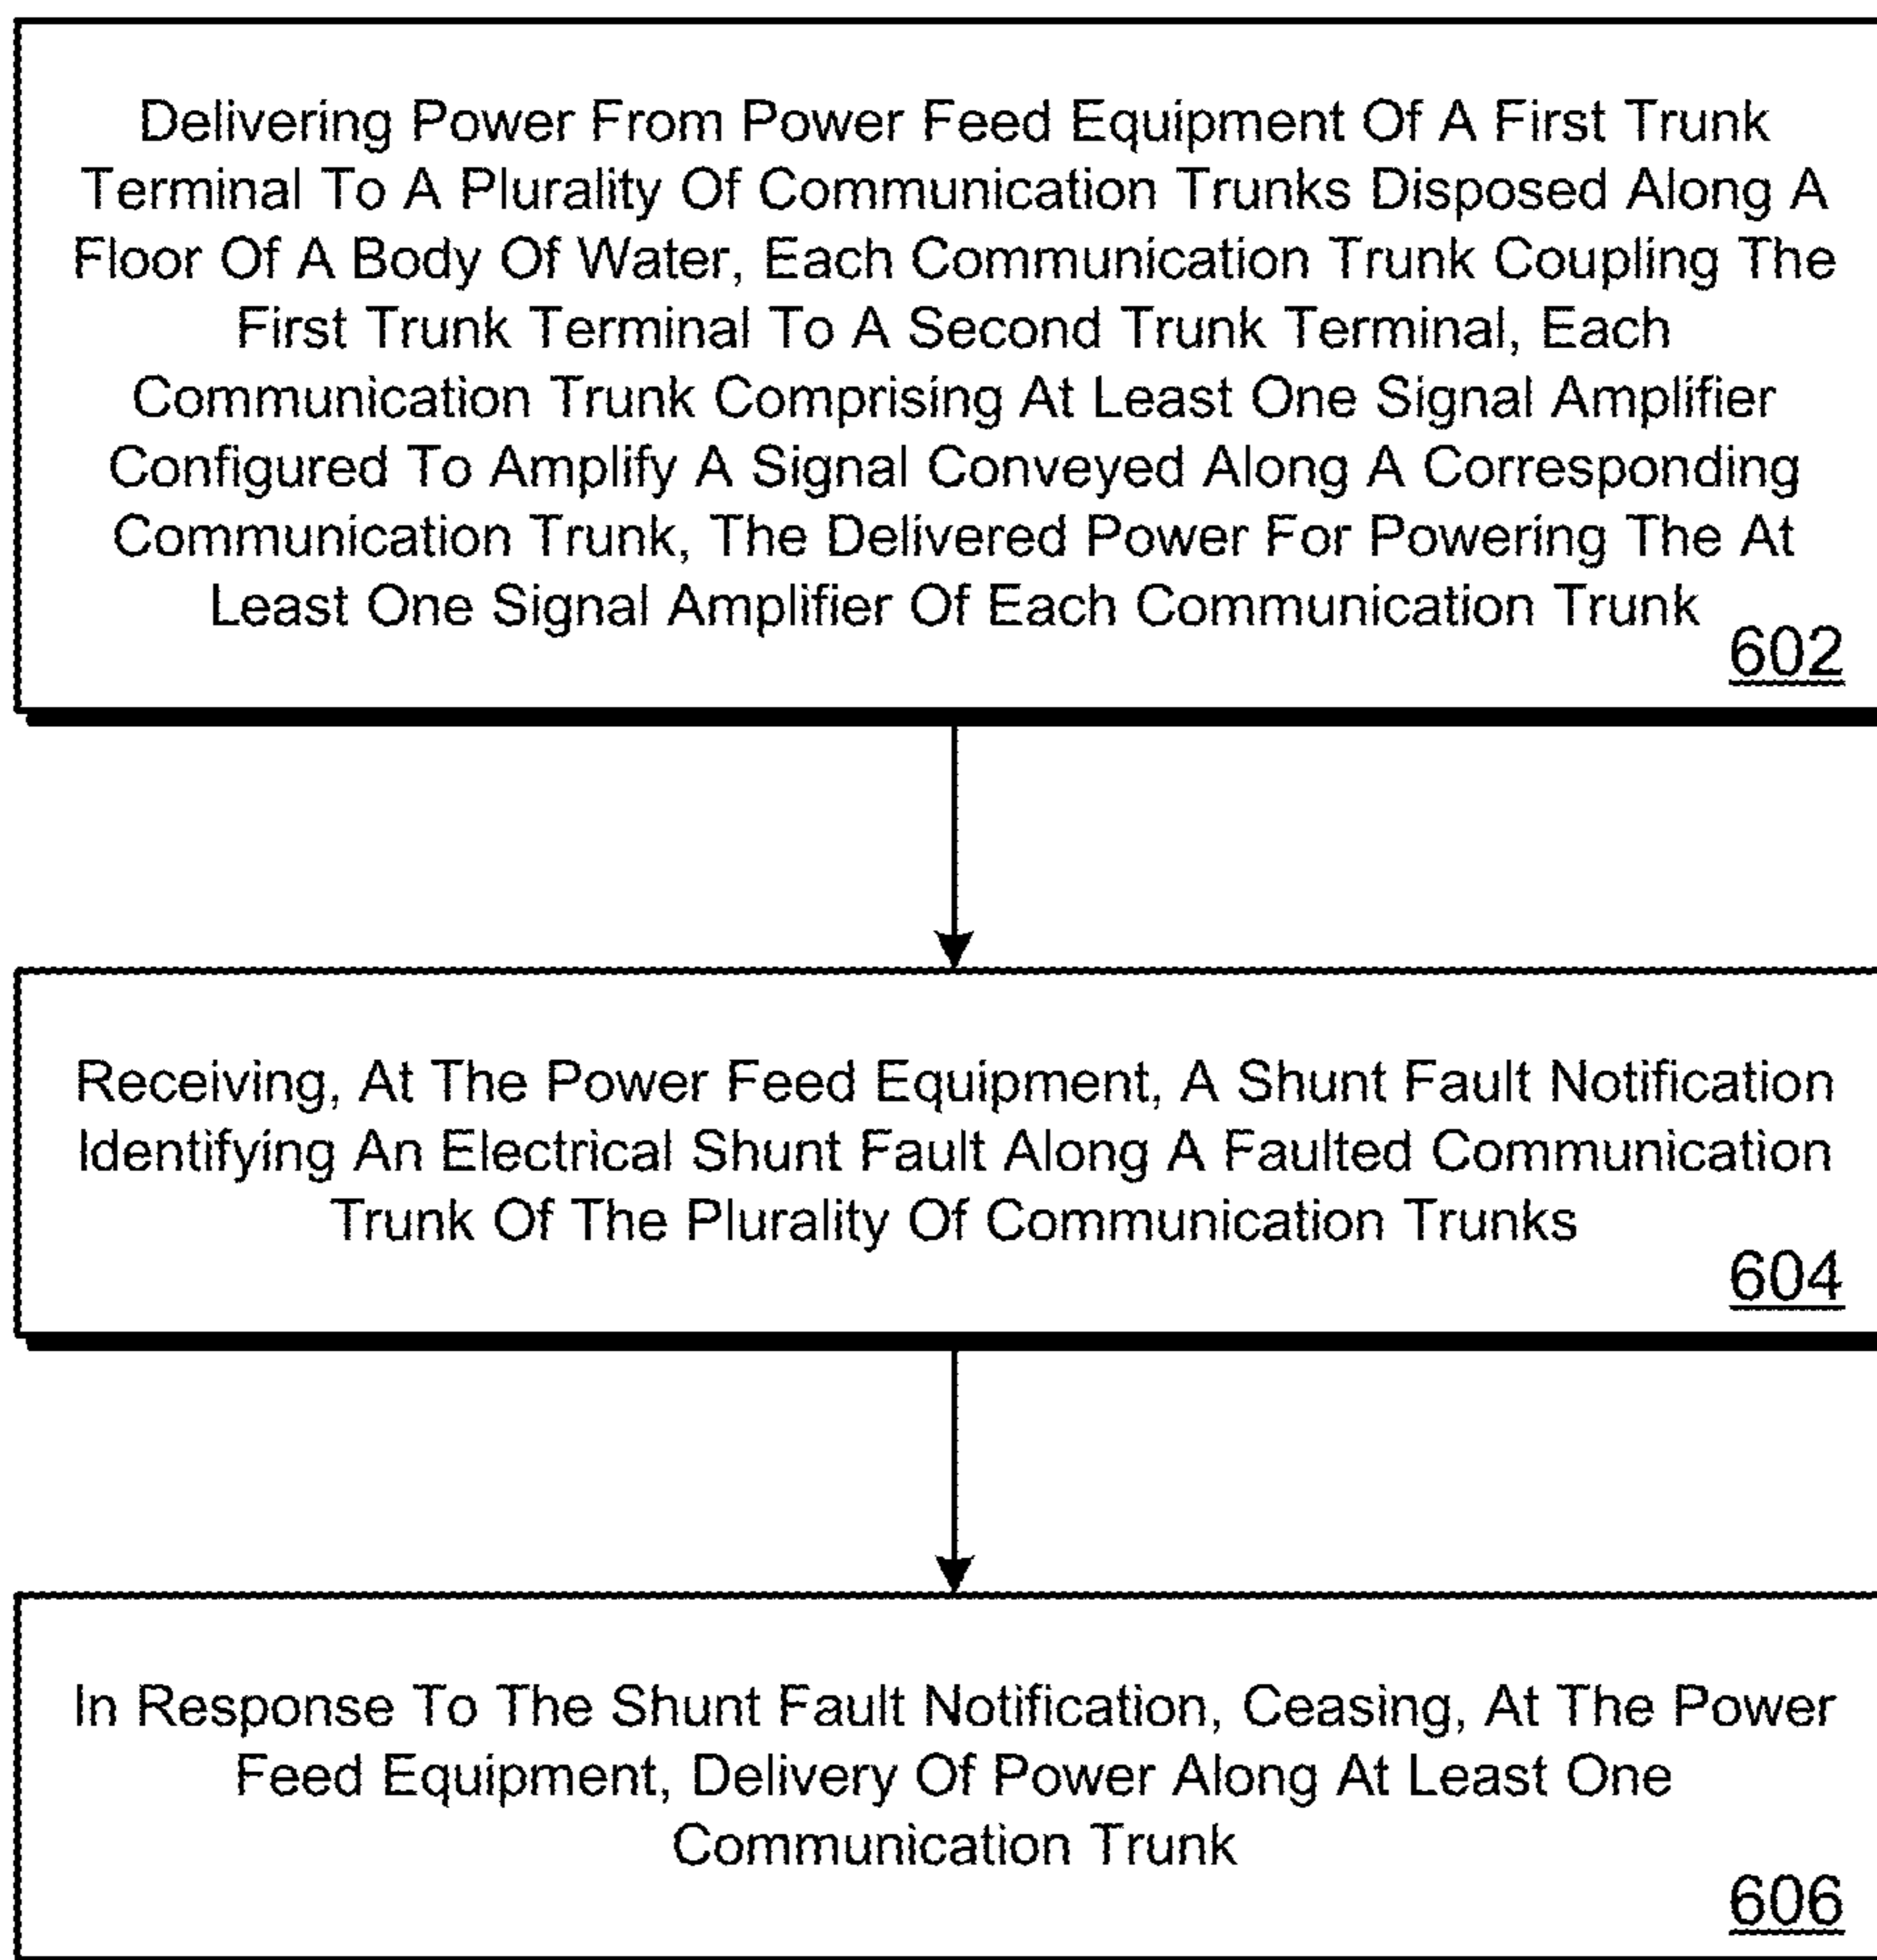 Delivering Power From Power Feed Equipment Of A First Trunk
Terminal To A Plurality Of Communication Trunks Disposed Along A
Floor Of A Body Of Water, Each Communication Trunk Coupling The
First Trunk Terminal To A Second Trunk Terminal, Each
Communication Trunk Comprising At Least One Signal Amplifier
Configured To Amplify A Signal Conveyed Along A Corresponding
Communication Trunk, The Delivered Power For Powering The At
Least One Signal Amplifier Of Each Communication Trunk
602
Receiving, At The Power Feed Equipment, A Shunt Fault Notification
Identifying An Electrical Shunt Fault Along A Faulted Communication
Trunk Of The Plurality Of Communication Trunks
604
In Response To The Shunt Fault Notification, Ceasing, At The Power
Feed Equipment, Delivery Of Power Along At Least One
Communication Trunk
606